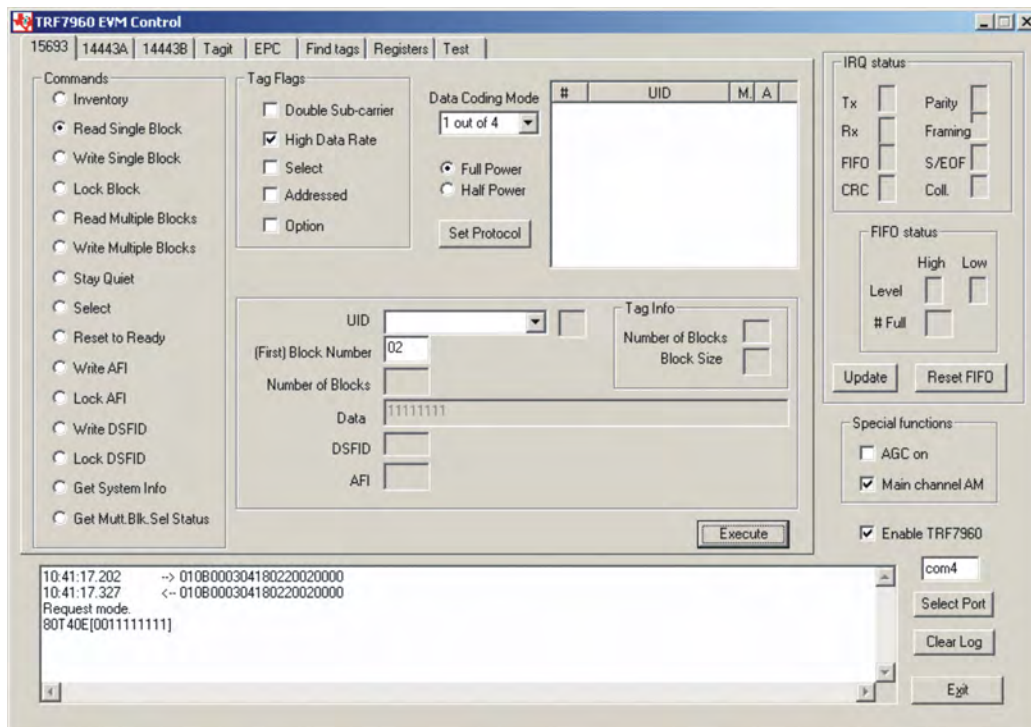 TRF7960 EVM Control
15693 14443A 14443B Tagit EPC Find tags Registers Test
Commands
Inventory
Read Single Block
Write Single Block
Lock Block
Read Multiple Blocks
Write Multiple Blocks
Stay Quiet
Select
Reset to Ready
Write AFI
Lock AFI
Write DSFID
Lock DSFID
Get System Info
Get Mutt.Blk.Sel Status
Tag Flags
Double Sub-carrier
High Data Rate
Select
Addressed
Option
Data Coding Mode
1 out of 4
Full Power
Half Power
Set Protocol
# UID M. A
UID
(First) Block Number 02
Number of Blocks
Data 11111111
DSFID
AFI
Tag Info
Number of Blocks
Block Size
Execute
IRQ status
Tx Parity
Rx Framing
FIFO S/EOF
CRC Coll.
FIFO status
High Low
Level
# Full
Update Reset FIFO
Special functions
AGC on
Main channel AM
Enable TRF7960
com4
Select Port
Clear Log
Exit
10:41:17.202 --> 010B000304180220020000
10:41:17.327 <-- 010B000304180220020000
Request mode.
80T40E[0011111111]